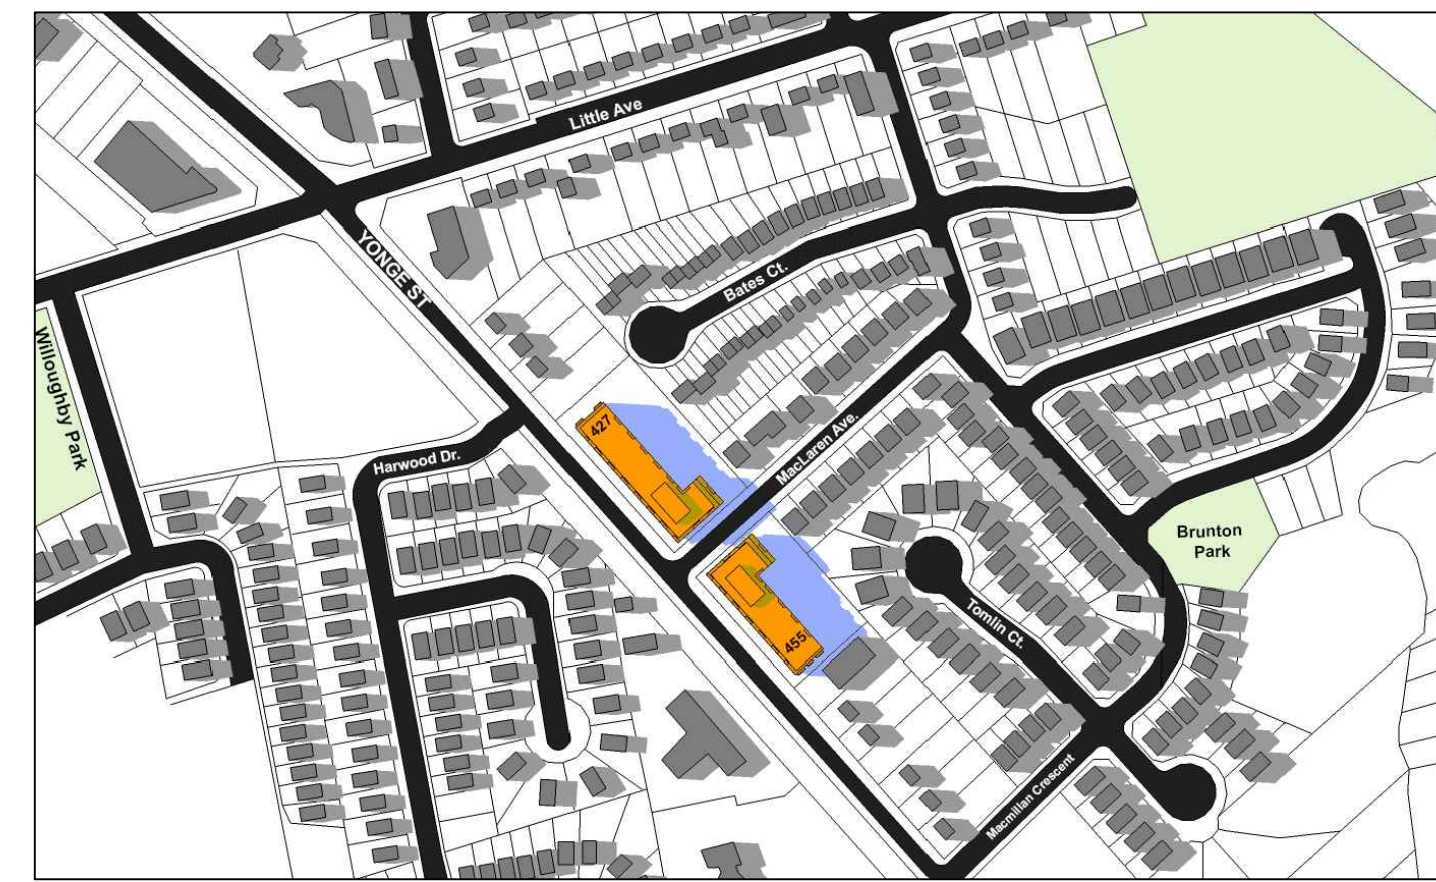 Little Ave
YONGE ST
Bates Ct.
Willoughby Park
427
MacLaren Ave.
Harwood Dr.
Brunton
Park
Tomlin Ct.
455
Macmillan Crescent